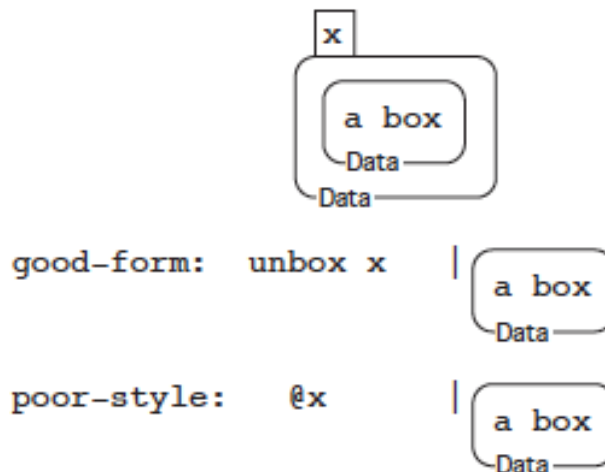 x
a box
Data
Data
good-form: unbox x | a box
Data
poor-style: @x | a box
Data